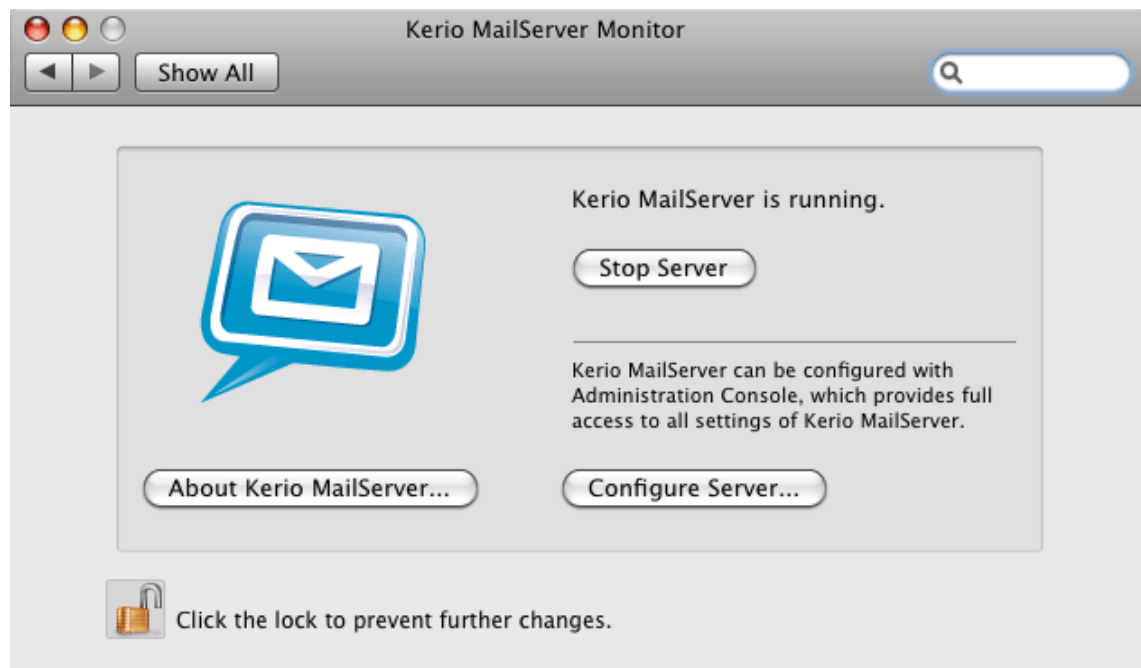 Kerio MailServer Monitor
Show All
Kerio MailServer is running.
Stop Server
Kerio MailServer can be configured with
Administration Console, which provides full
access to all settings of Kerio MailServer.
About Kerio MailServer...
Configure Server...
Click the lock to prevent further changes.